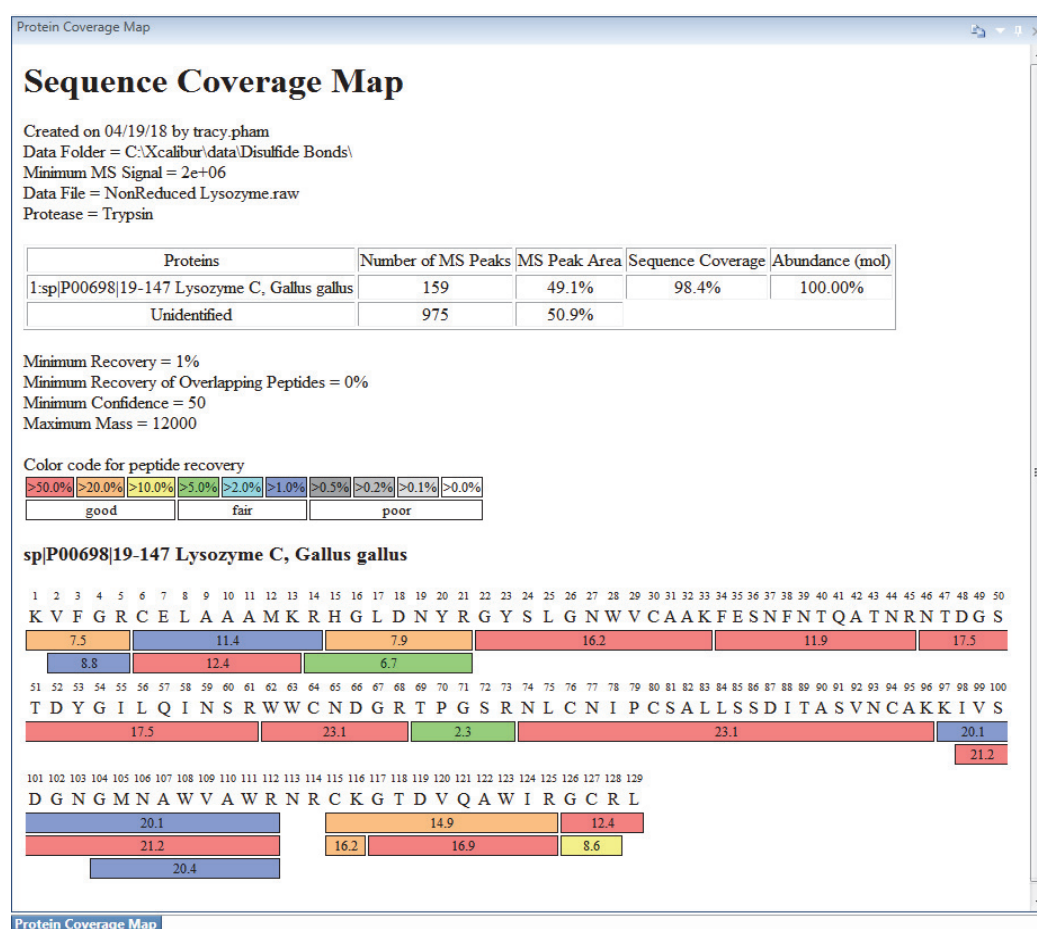 Protein Coverage Map
Sequence Coverage Map
Created on 04/19/18 by tracy.pham
Data Folder = C:\Xcalibur\data\Disulfide Bonds\
Minimum MS Signal = 2e+06
Data File = NonReduced Lysozyme.raw
Protease = Trypsin
Proteins Number of MS Peaks MS Peak Area Sequence Coverage Abundance (mol)
1:sp|P00698|19-147 Lysozyme C, Gallus gallus 159 49.1% 98.4% 100.00%
Unidentified 975 50.9%
Minimum Recovery = 1%
Minimum Recovery of Overlapping Peptides = 0%
Minimum Confidence = 50
Maximum Mass = 12000
Color code for peptide recovery
>50.0% >20.0% >10.0% >5.0% >2.0% >1.0% >0.5% >0.2% >0.1% >0.0%
good fair poor
sp|P00698|19-147 Lysozyme C, Gallus gallus
1 2 3 4 5 6 7 8 9 10 11 12 13 14 15 16 17 18 19 20 21 22 23 24 25 26 27 28 29 30 31 32 33 34 35 36 37 38 39 40 41 42 43 44 45 46 47 48 49 50
K V F G R C E L A A A M K R H G L D N Y R G Y S L G N W V C A A K F E S N F N T Q A T N R N T D G S
7.5 11.4 7.9 16.2 11.9 17.5
8.8 12.4 6.7
51 52 53 54 55 56 57 58 59 60 61 62 63 64 65 66 67 68 69 70 71 72 73 74 75 76 77 78 79 80 81 82 83 84 85 86 87 88 89 90 91 92 93 94 95 96 97 98 99 100
T D Y G I L Q I N S R W W C N D G R T P G S R N L C N I P C S A L L S S D I T A S V N C A K K I V S
17.5 23.1 2.3 23.1 20.1
21.2
101 102 103 104 105 106 107 108 109 110 111 112 113 114 115 116 117 118 119 120 121 122 123 124 125 126 127 128 129
D G N G M N A W V A W R N R C K G T D V Q A W I R G C R L
20.1 14.9 12.4
21.2 16.2 16.9 8.6
20.4
Protein Coverage Map